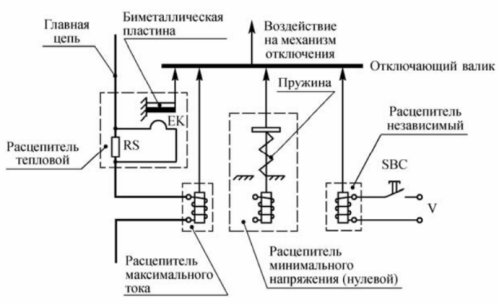 Главная
цепь
Биметаллическая
пластина
Воздействие
на механизм
отключения
Отключающий валик
Пружина
Расцепитель
независимый
EK
RS
Расцепитель
тепловой
SBC
V
Расцепитель
максимального
тока
Расцепитель
минимального
напряжения (нулевой)